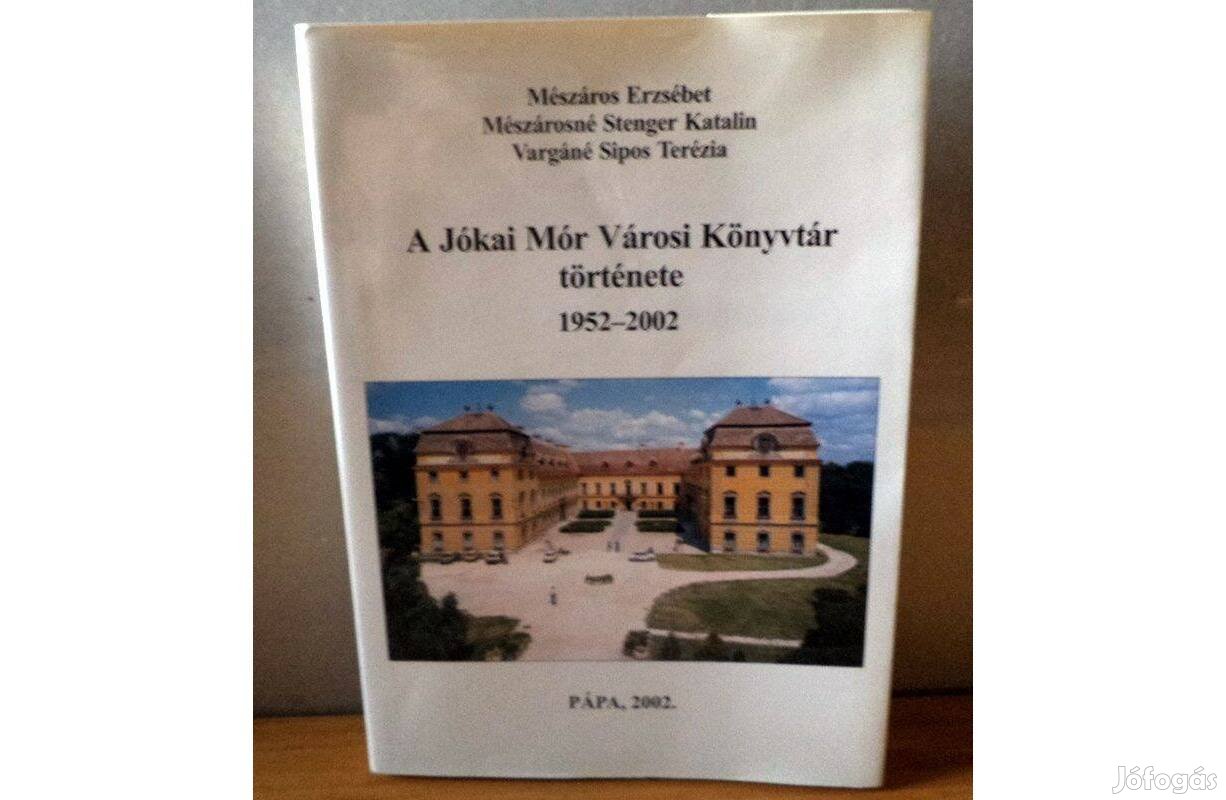 Mészáros Erzsébet
Mészárosné Stenger Katalin
Vargáné Sipos Terézia
A Jókai Mór Városi Könyvtár
története
1952–2002
PÁPA, 2002.
Jófogás